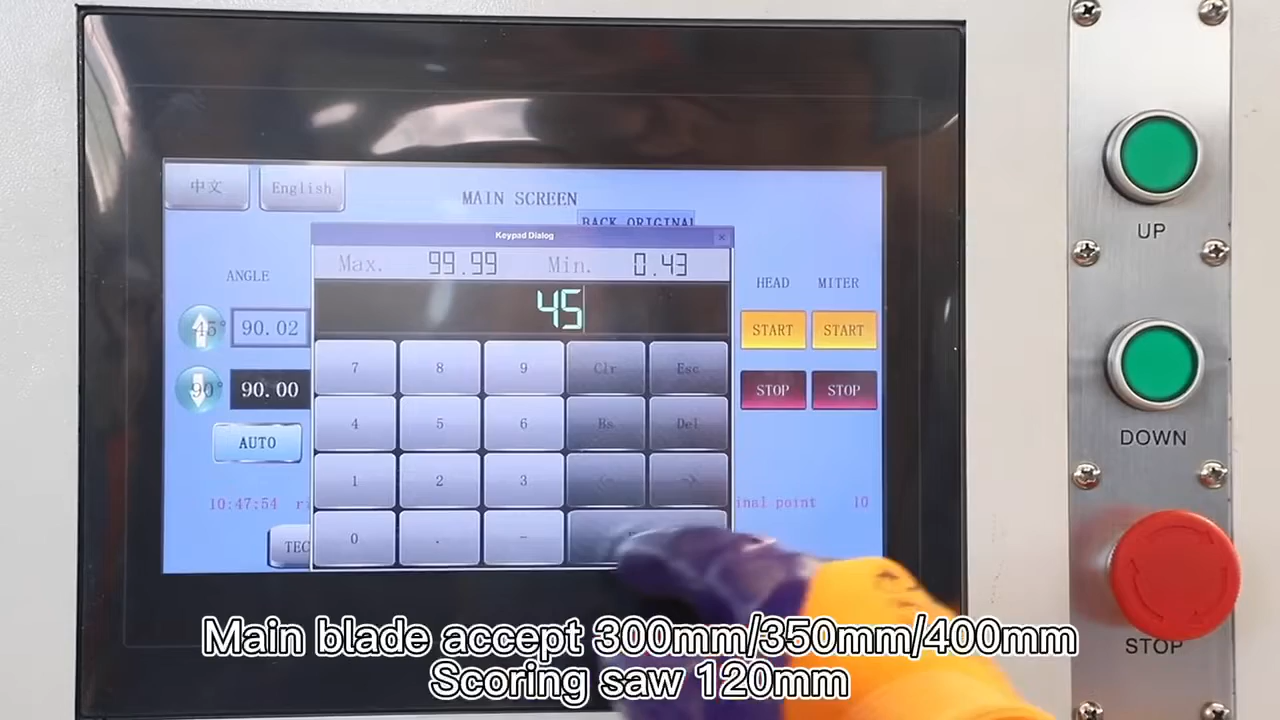 中文
English
MAIN SCREEN
BACK ORIGINAL
Keypad Dialog
Max. 99.99 Min. 0.43
45
ANGLE
45° 90.02
90° 90.00
AUTO
HEAD MITER
START START
STOP STOP
7 8 9 Clr Esc
4 5 6 Bs Del
1 2 3 <- ->
0 . -
10:47:54
inal point 10
TEC
UP
DOWN
STOP
Main blade accept 300mm/350mm/400mm
Scoring saw 120mm